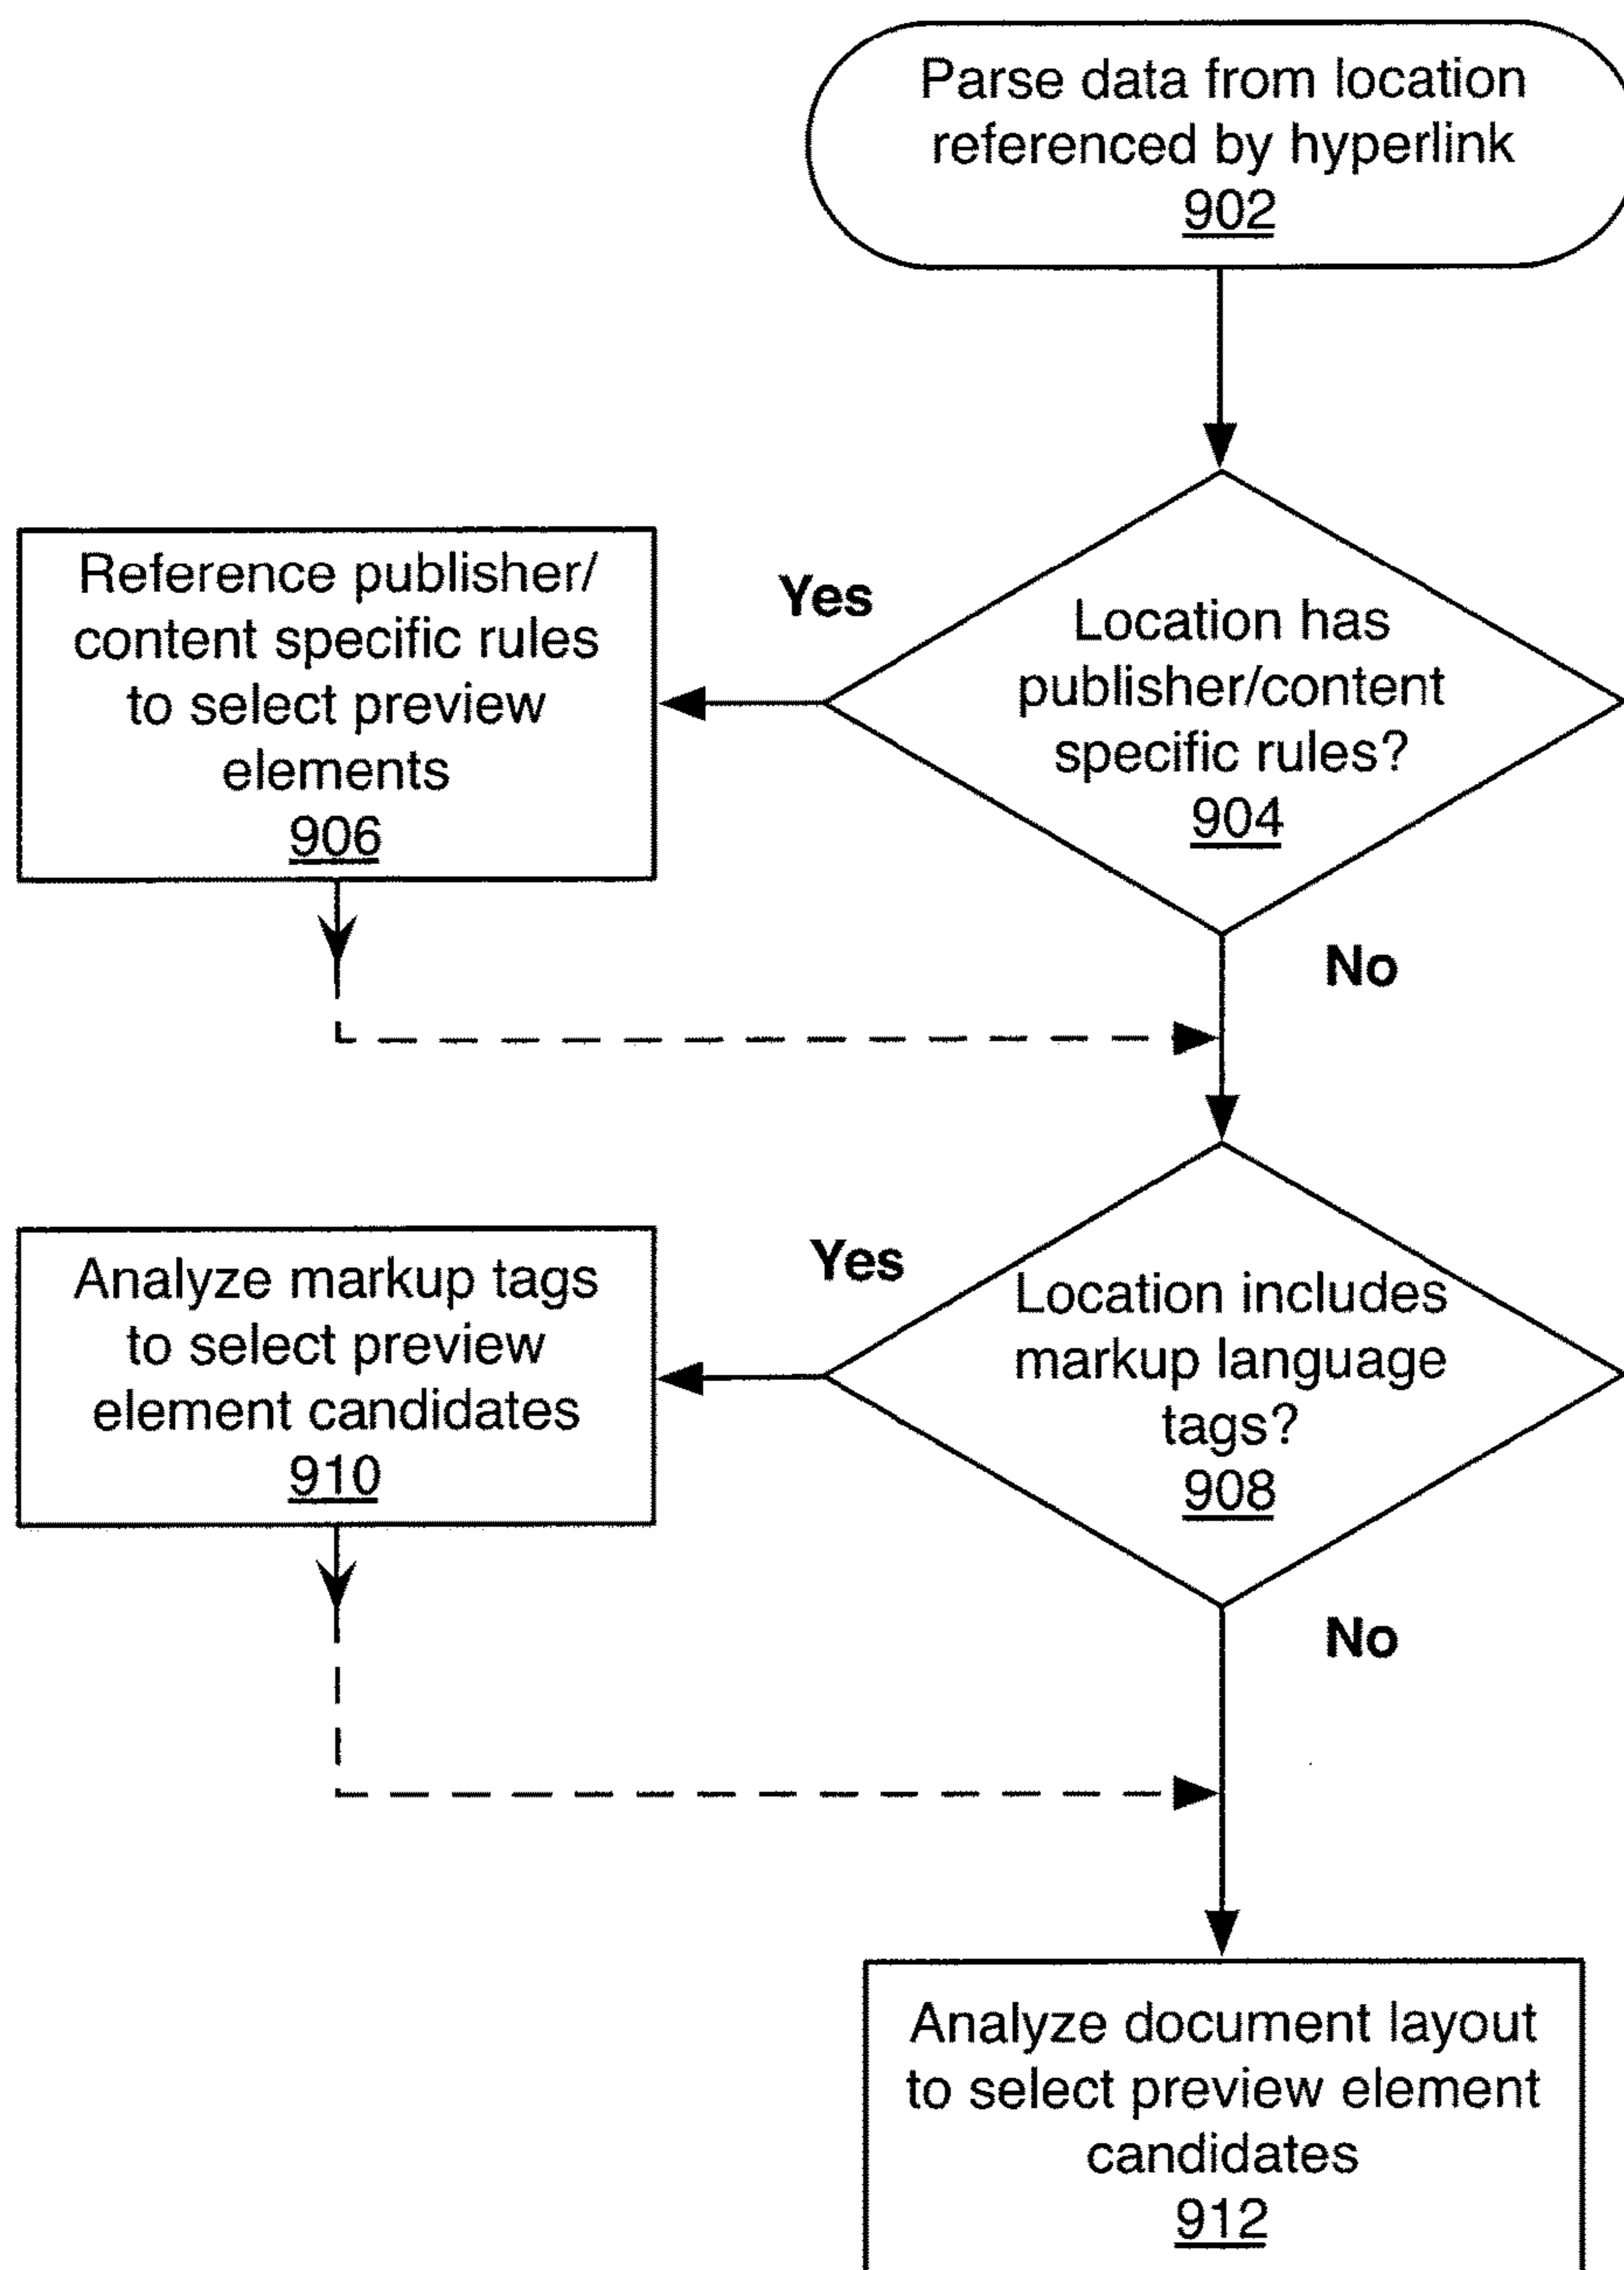 Parse data from location
referenced by hyperlink
902
Location has
publisher/content
specific rules?
904
Yes
Reference publisher/
content specific rules
to select preview
elements
906
No
Location includes
markup language
tags?
908
Yes
Analyze markup tags
to select preview
element candidates
910
No
Analyze document layout
to select preview element
candidates
912